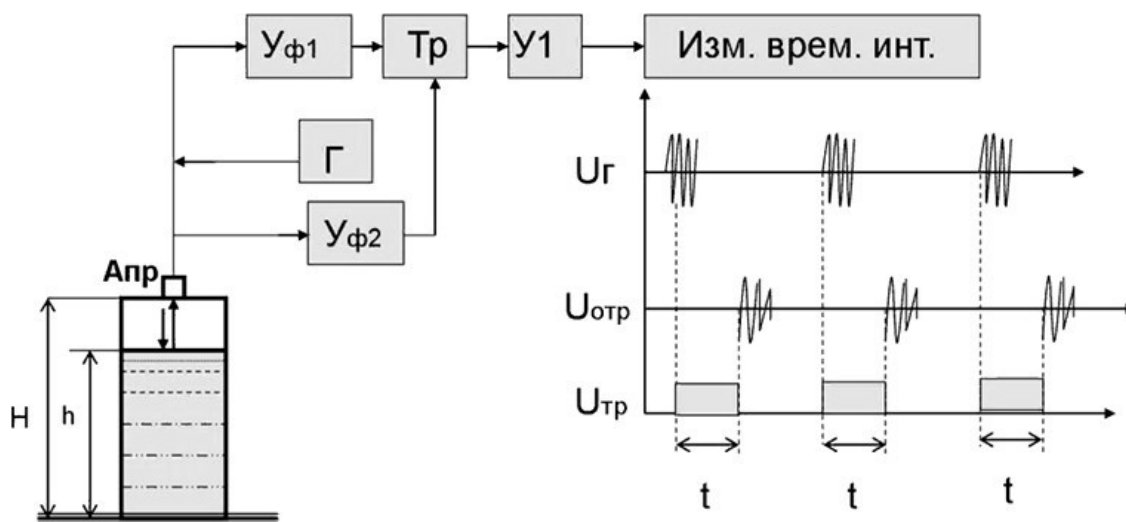 Уф1 Тр У1 Изм. врем. инт.
Г
Уф2
Апр
H h
Uг
Uотр
Uтр
t t t